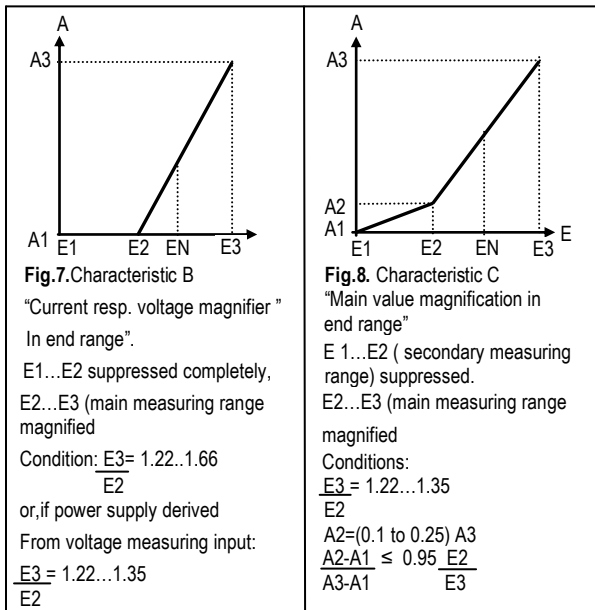 A
A3
A1
E1 E2 EN E3
Fig.7.Characteristic B
“Current resp. voltage magnifier ”
In end range”.
E1…E2 suppressed completely,
E2…E3 (main measuring range
magnified
Condition: E3= 1.22..1.66
E2
or,if power supply derived
From voltage measuring input:
E3 = 1.22…1.35
E2
A
A3
A2
A1
E1 E2 EN E3 E
Fig.8. Characteristic C
“Main value magnification in
end range”
E 1…E2 ( secondary measuring
range) suppressed.
E2…E3 (main measuring range
magnified
Conditions:
E3 = 1.22…1.35
E2
A2=(0.1 to 0.25) A3
A2-A1 ≤ 0.95 E2
A3-A1 E3